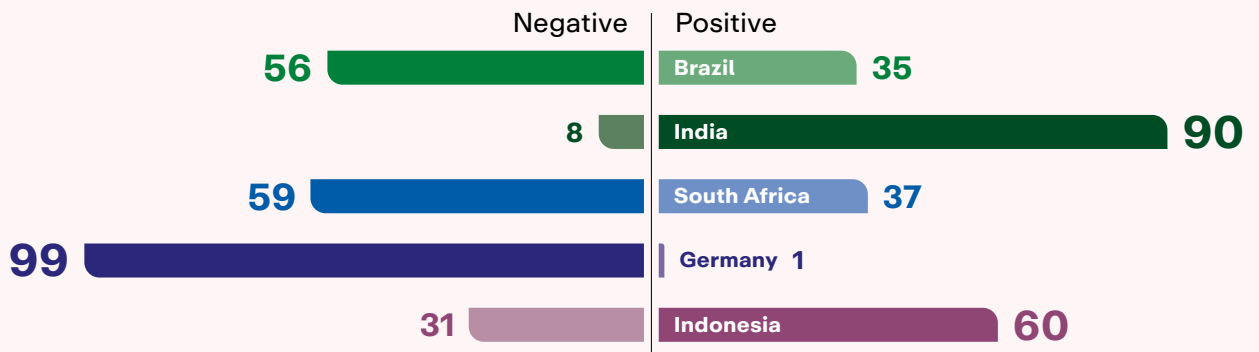 Negative Positive
56 Brazil 35
8 India 90
59 South Africa 37
99 Germany 1
31 Indonesia 60